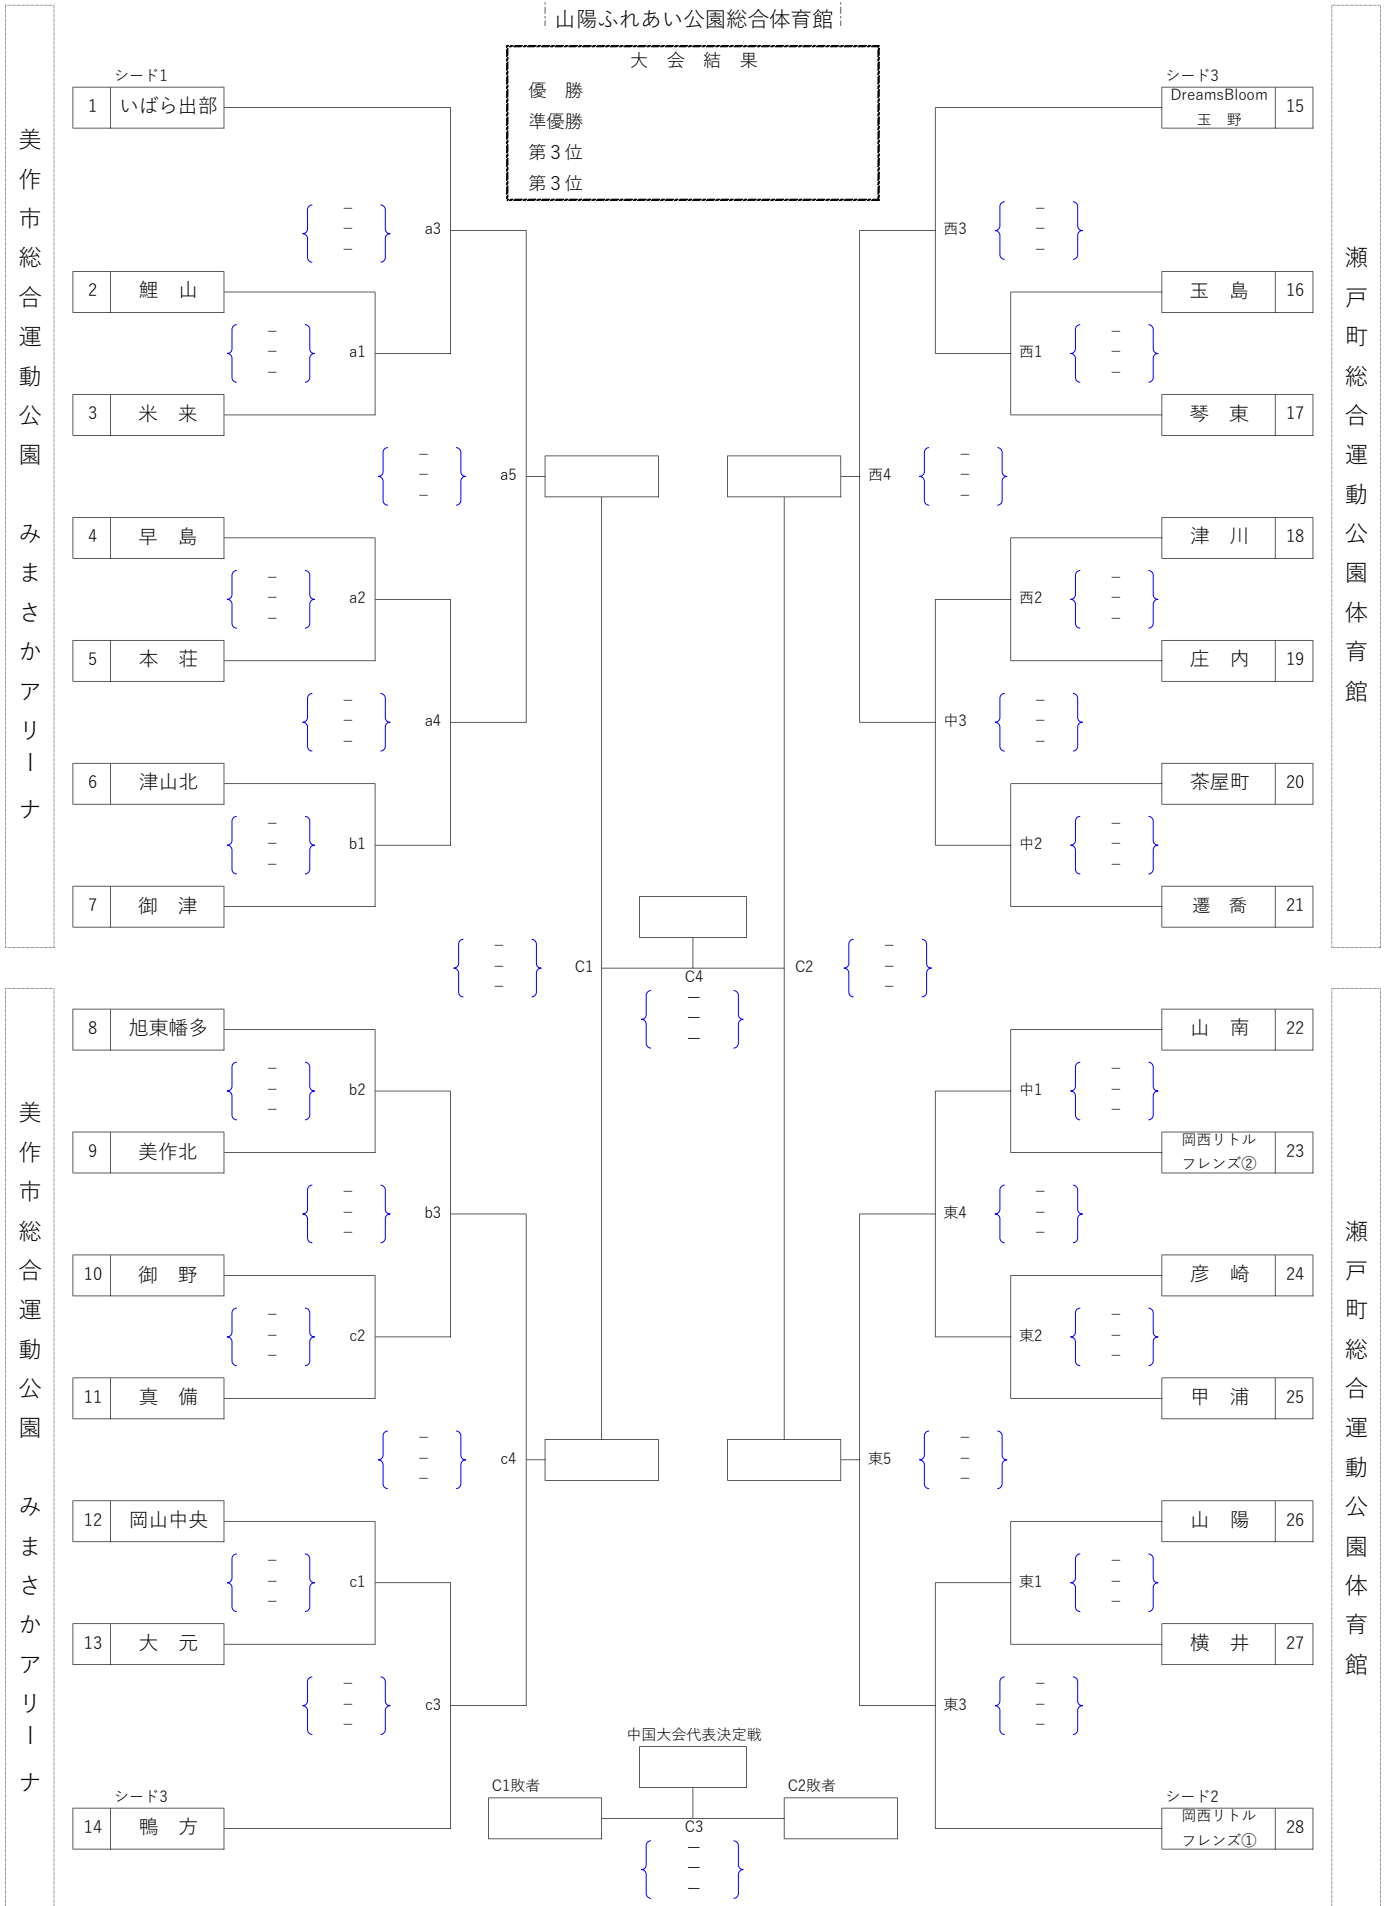 山陽ふれあい公園総合体育館
大　会　結　果
優　勝
準優勝
第３位
第３位
美作市総合運動公園　みまさかアリーナ
シード1
1 いばら出部
a3
－
－
－
2 鯉　山
a1
－
－
－
3 米　来
a5
－
－
－
4 早　島
a2
－
－
－
5 本　荘
a4
－
－
－
6 津山北
b1
－
－
－
7 御　津
C1
－
－
－
美作市総合運動公園　みまさかアリーナ
8 旭東幡多
b2
－
－
－
9 美作北
b3
－
－
－
10 御　野
c2
－
－
－
11 真　備
c4
－
－
－
12 岡山中央
c1
－
－
－
13 大　元
c3
－
－
－
シード3
14 鴨　方
C4
－
－
－
中国大会代表決定戦
C1敗者
C2敗者
C3
－
－
－
シード3
DreamsBloom
玉　野
15
西3
－
－
－
玉　島 16
西1
－
－
－
琴　東 17
西4
－
－
－
津　川 18
西2
－
－
－
庄　内 19
中3
－
－
－
茶屋町 20
中2
－
－
－
遷　喬 21
C2
－
－
－
山　南 22
中1
－
－
－
岡西リトル
フレンズ②
23
東4
－
－
－
彦　崎 24
東2
－
－
－
甲　浦 25
東5
－
－
－
山　陽 26
東1
－
－
－
横　井 27
東3
－
－
－
シード2
岡西リトル
フレンズ①
28
瀬戸町総合運動公園体育館
瀬戸町総合運動公園体育館